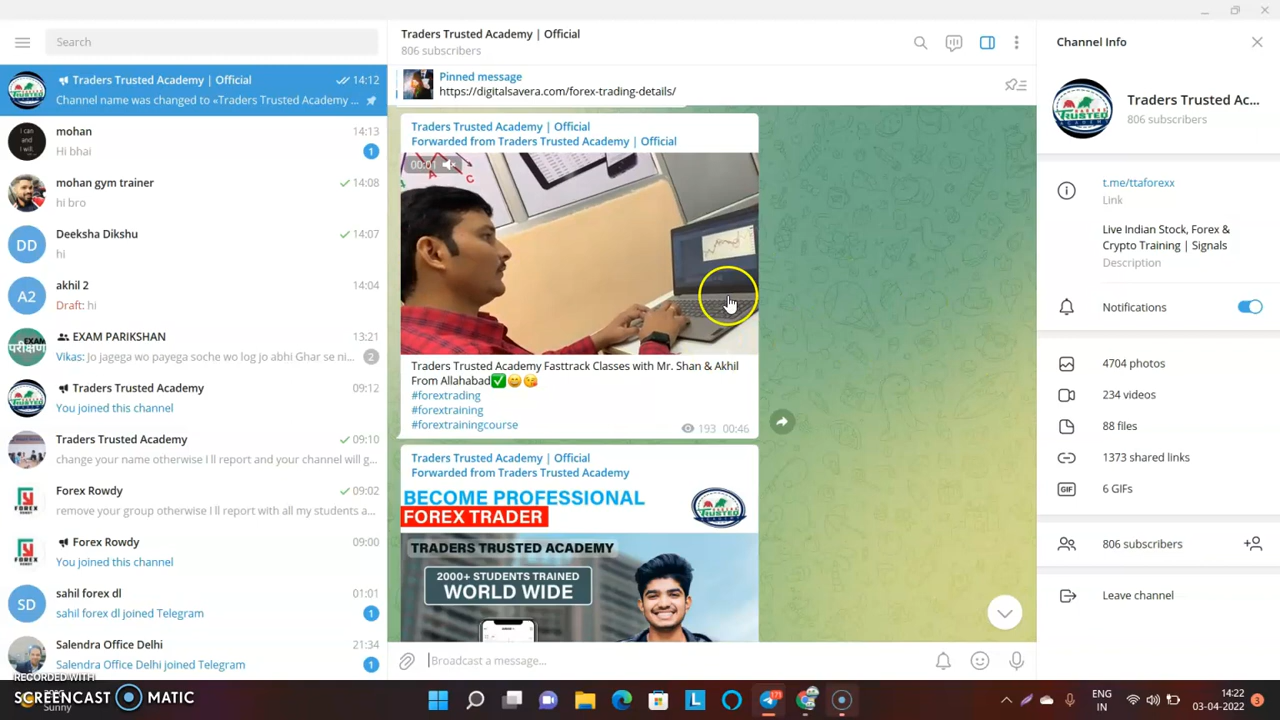 Search
Traders Trusted Academy | Official
14:12
Channel name was changed to «Traders Trusted Academy ...
mohan
14:13
Hi bhai
1
mohan gym trainer
14:08
hi bro
DD
Deeksha Dikshu
14:07
hi
A2
akhil 2
14:04
Draft: hi
EXAM PARIKSHAN
13:21
Vikas: Jo jagega wo payega soche wo log jo abhi Ghar se ni...
2
Traders Trusted Academy
09:12
You joined this channel
Traders Trusted Academy
09:10
change your name otherwise I ll report and your channel will g...
Forex Rowdy
09:02
remove your group otherwise I ll report with all my students a...
Forex Rowdy
09:00
You joined this channel
SD
sahil forex dl
01:01
sahil forex dl joined Telegram
1
Salendra Office Delhi
21:34
Salendra Office Delhi joined Telegram
1
Traders Trusted Academy | Official
806 subscribers
Pinned message
https://digitalsavera.com/forex-trading-details/
Traders Trusted Academy | Official
Forwarded from Traders Trusted Academy | Official
00:01
A
C
Traders Trusted Academy Fasttrack Classes with Mr. Shan & Akhil
From Allahabad✅😄😘
#forextrading
#forextraining
#forextrainingcourse
193 00:46
Traders Trusted Academy | Official
Forwarded from Traders Trusted Academy
BECOME PROFESSIONAL
FOREX TRADER
TRUSTED
TRADERS TRUSTED ACADEMY
2000+ STUDENTS TRAINED
WORLD WIDE
Broadcast a message...
Channel Info
Traders Trusted Ac...
806 subscribers
t.me/ttaforexx
Link
Live Indian Stock, Forex &
Crypto Training | Signals
Description
Notifications
4704 photos
234 videos
88 files
1373 shared links
GIF
6 GIFs
806 subscribers
Leave channel
RECORDED WITH
SCREENCAST MATIC
Sunny
ENG
IN
14:22
03-04-2022
3